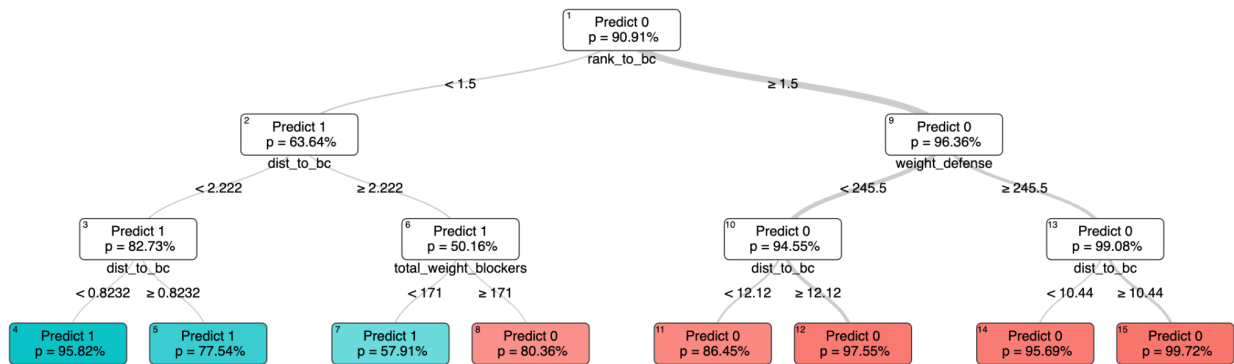 1
Predict 0
p = 90.91%
rank_to_bc
< 1.5
≥ 1.5
2
Predict 1
p = 63.64%
dist_to_bc
9
Predict 0
p = 96.36%
weight_defense
< 2.222
≥ 2.222
< 245.5
≥ 245.5
3
Predict 1
p = 82.73%
dist_to_bc
6
Predict 1
p = 50.16%
total_weight_blockers
10
Predict 0
p = 94.55%
dist_to_bc
13
Predict 0
p = 99.08%
dist_to_bc
< 0.8232
≥ 0.8232
< 171
≥ 171
< 12.12
≥ 12.12
< 10.44
≥ 10.44
4
Predict 1
p = 95.82%
5
Predict 1
p = 77.54%
7
Predict 1
p = 57.91%
8
Predict 0
p = 80.36%
11
Predict 0
p = 86.45%
12
Predict 0
p = 97.55%
14
Predict 0
p = 95.69%
15
Predict 0
p = 99.72%